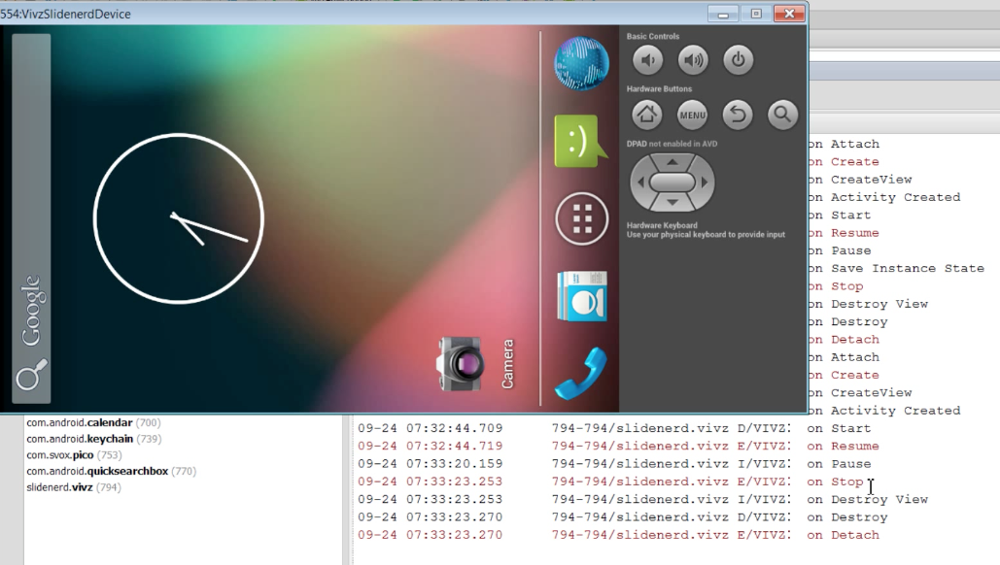 554:VivzSlidenerdDevice
Google
Camera
Basic Controls
Hardware Buttons
MENU
DPAD not enabled in AVD
Hardware Keyboard
Use your physical keyboard to provide input
on Attach
on Create
on CreateView
on Activity Created
on Start
on Resume
on Pause
on Save Instance State
on Stop
on Destroy View
on Destroy
on Detach
on Attach
on Create
on CreateView
on Activity Created
com.android.calendar (700)
com.android.keychain (739)
com.svox.pico (753)
com.android.quicksearchbox (770)
slidenerd.vivz (794)
09-24 07:32:44.709 794-794/slidenerd.vivz D/VIVZ: on Start
09-24 07:32:44.719 794-794/slidenerd.vivz E/VIVZ: on Resume
09-24 07:33:20.159 794-794/slidenerd.vivz I/VIVZ: on Pause
09-24 07:33:23.253 794-794/slidenerd.vivz E/VIVZ: on Stop
09-24 07:33:23.253 794-794/slidenerd.vivz I/VIVZ: on Destroy View
09-24 07:33:23.270 794-794/slidenerd.vivz D/VIVZ: on Destroy
09-24 07:33:23.270 794-794/slidenerd.vivz E/VIVZ: on Detach